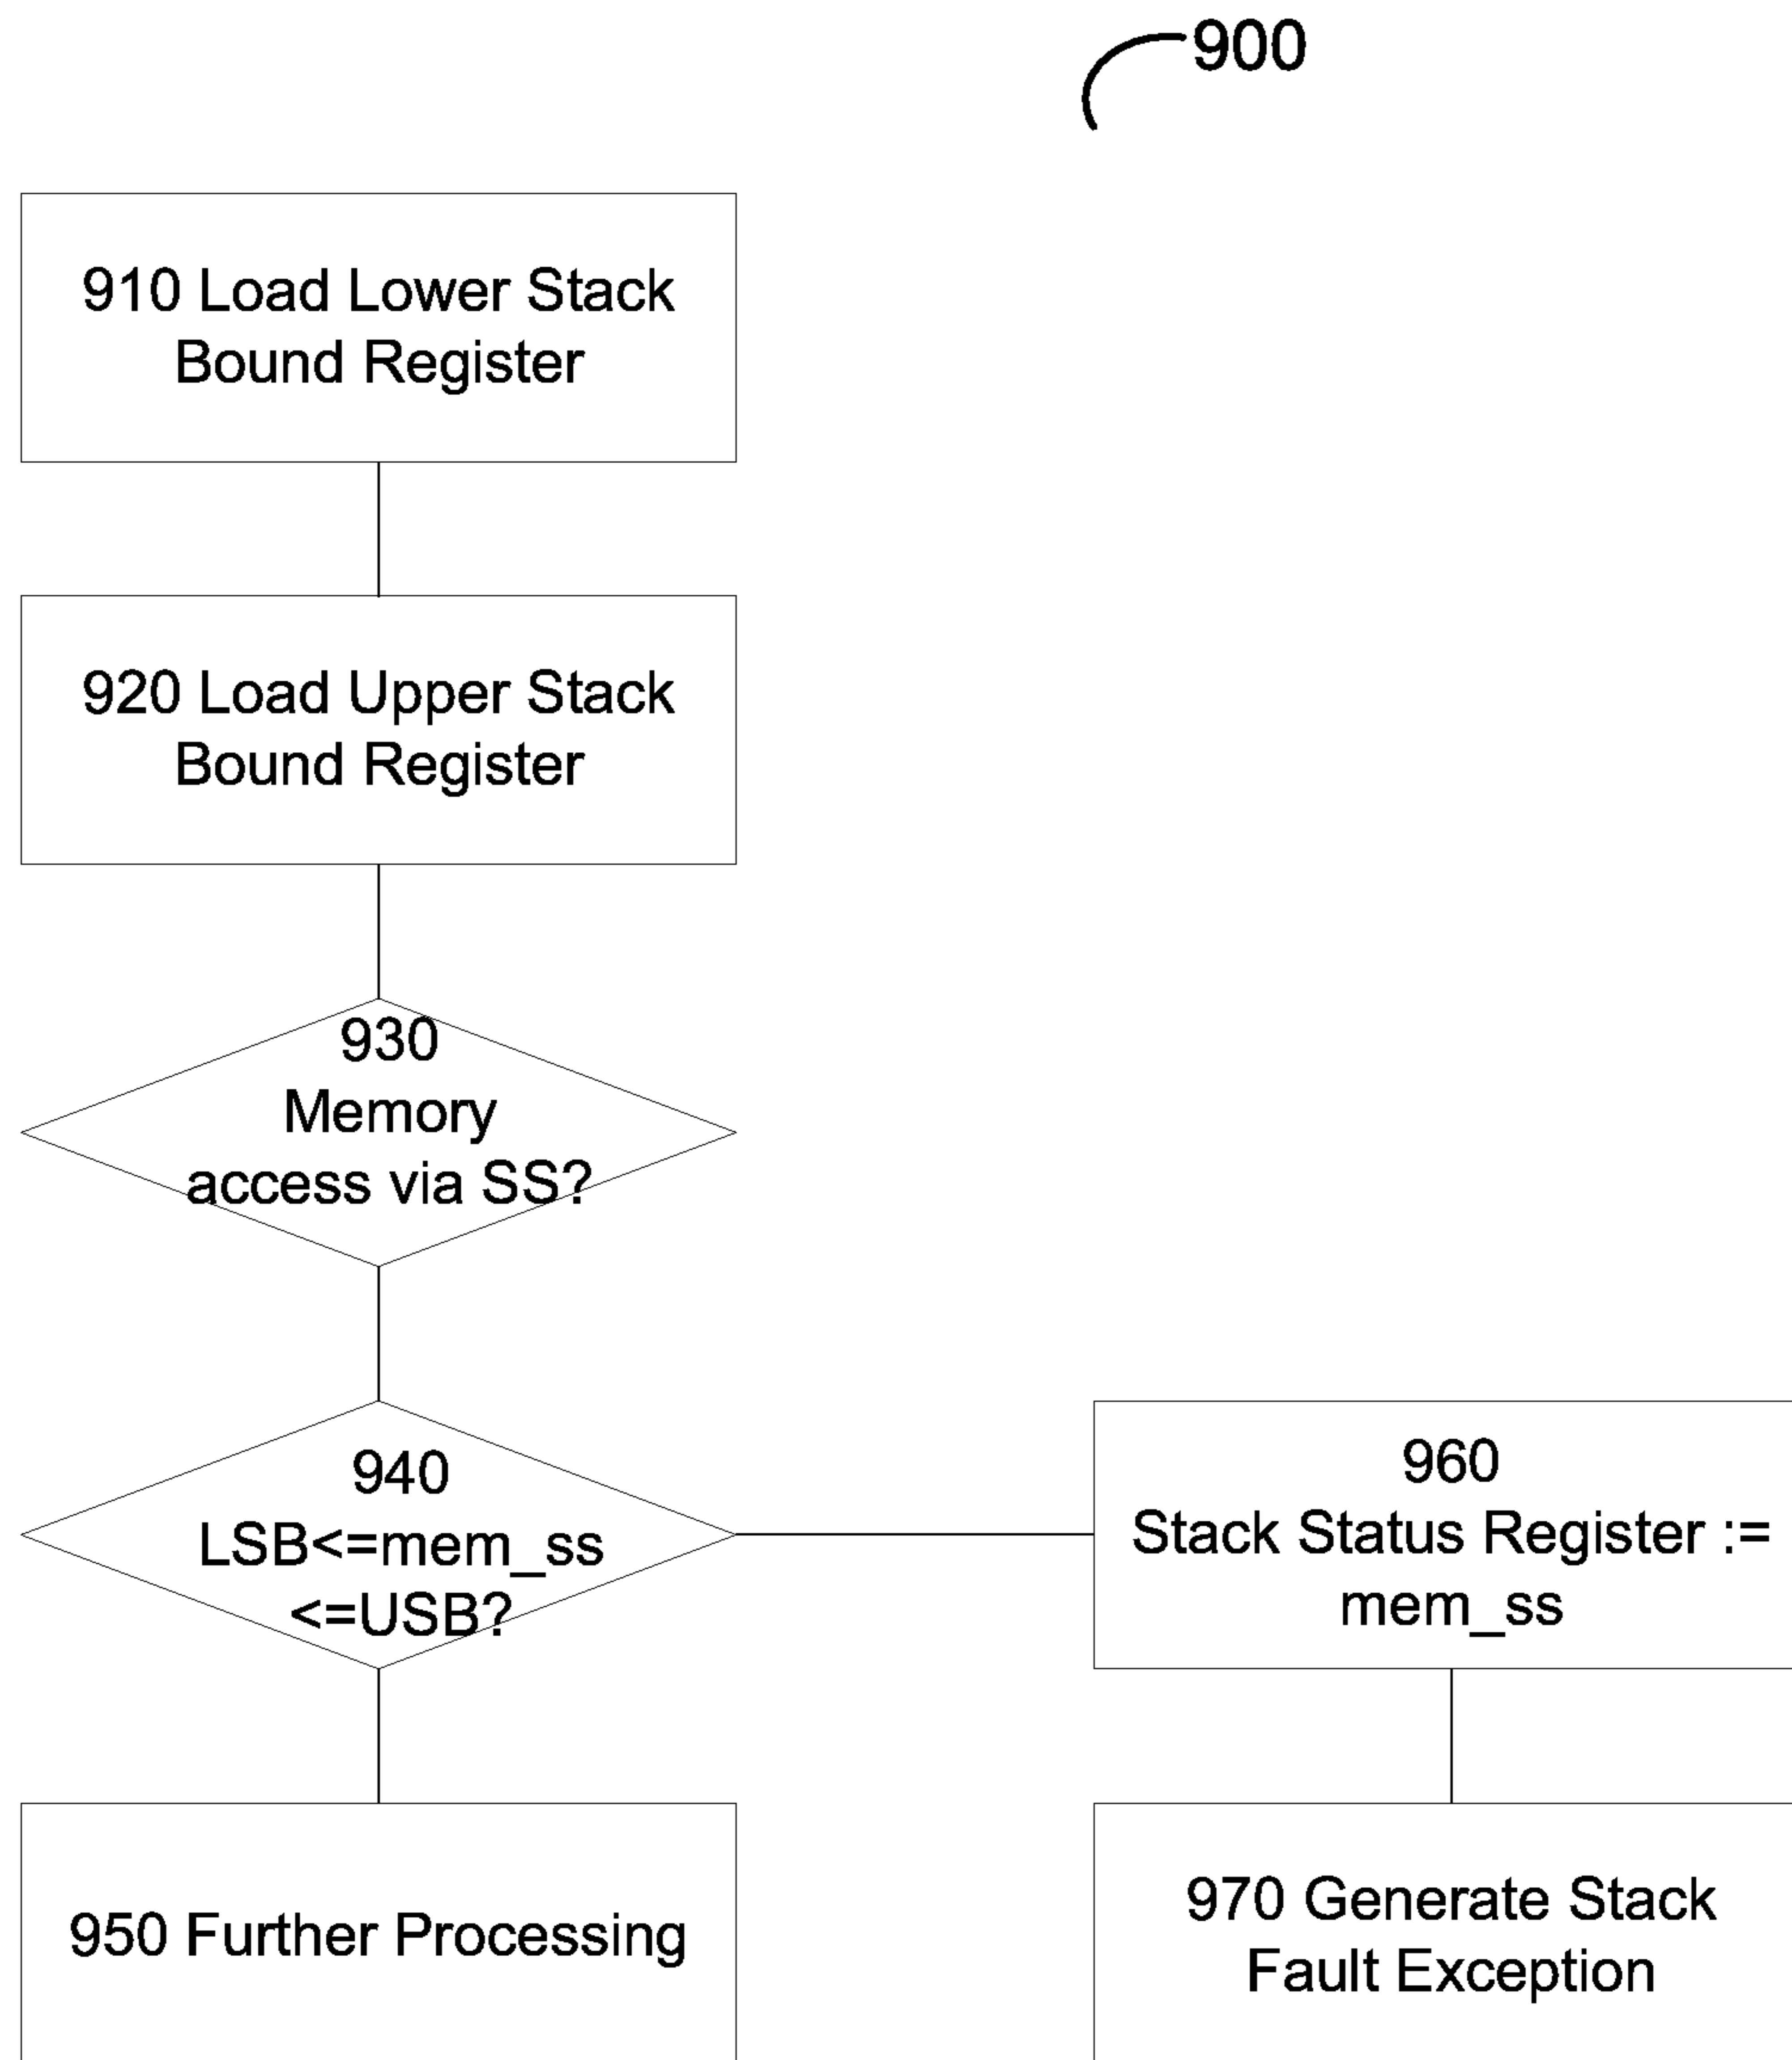 900
910 Load Lower Stack
Bound Register
920 Load Upper Stack
Bound Register
930
Memory
access via SS?
940
LSB<=mem_ss
<=USB?
960
Stack Status Register :=
mem_ss
950 Further Processing
970 Generate Stack
Fault Exception